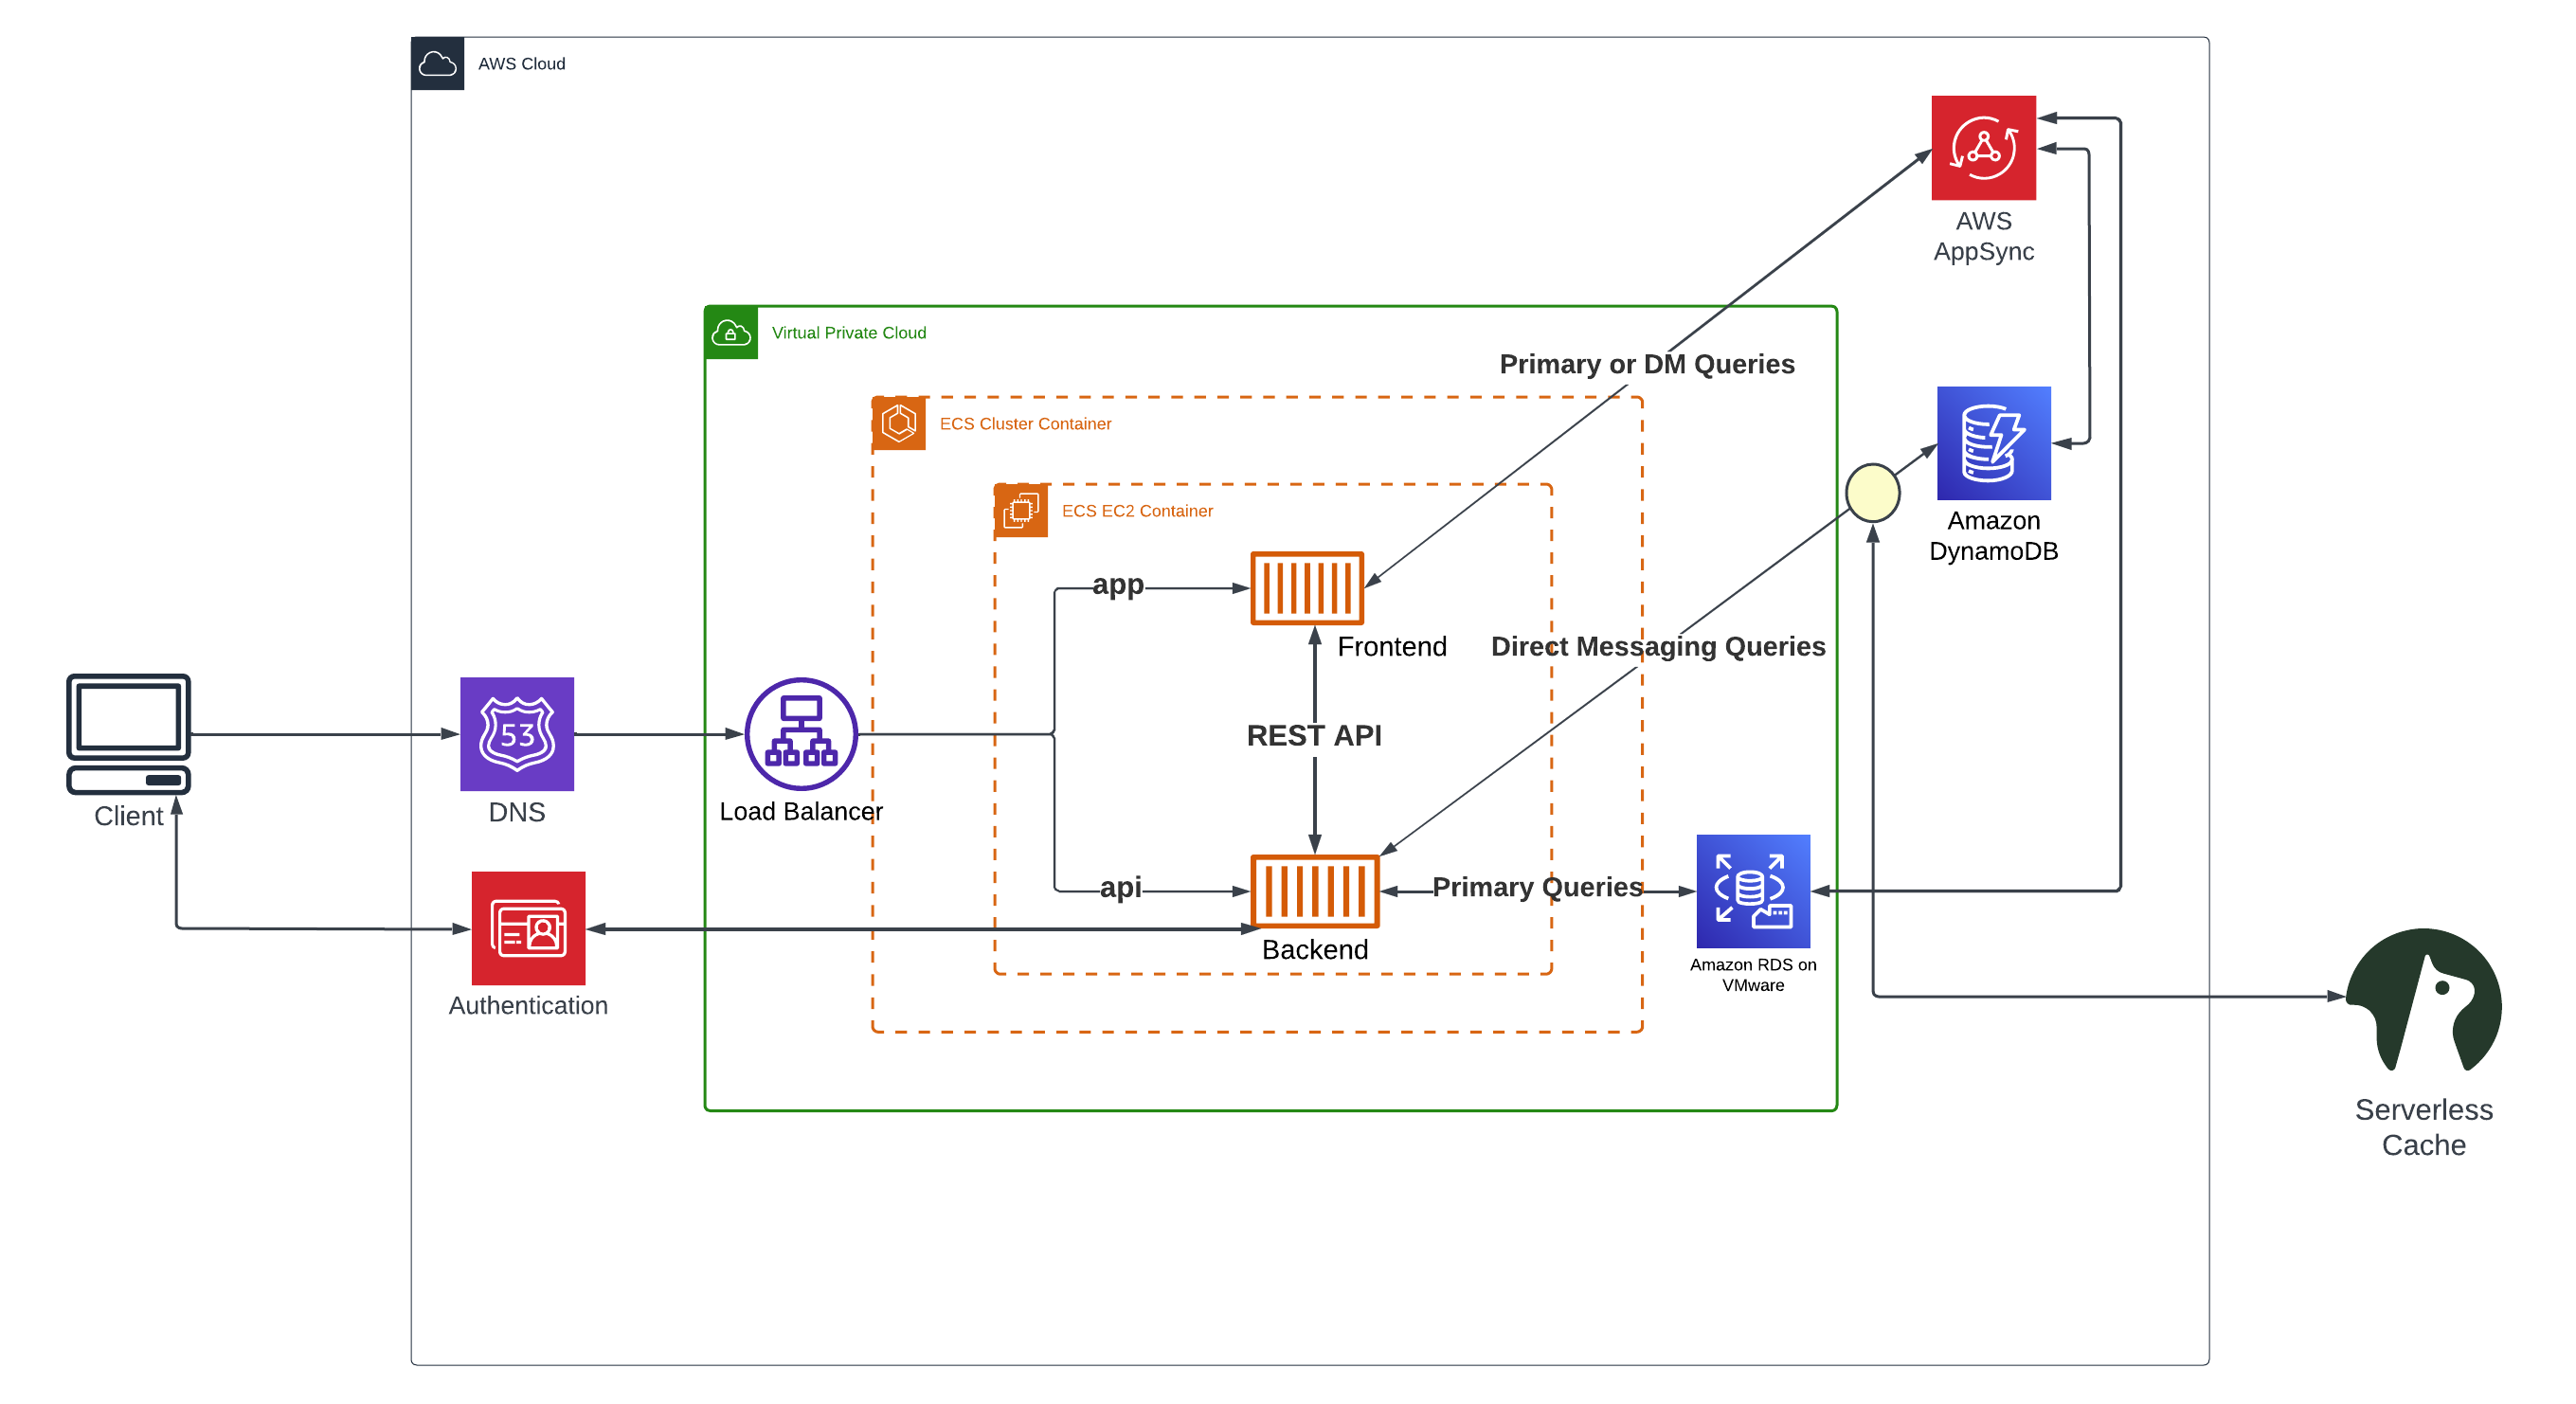 AWS Cloud
AWS
AppSync
Virtual Private Cloud
Primary or DM Queries
ECS Cluster Container
ECS EC2 Container
Amazon
DynamoDB
app
Frontend
Direct Messaging Queries
53
REST API
Client
DNS
Load Balancer
api
Primary Queries
Backend
Amazon RDS on
VMware
Authentication
Serverless
Cache